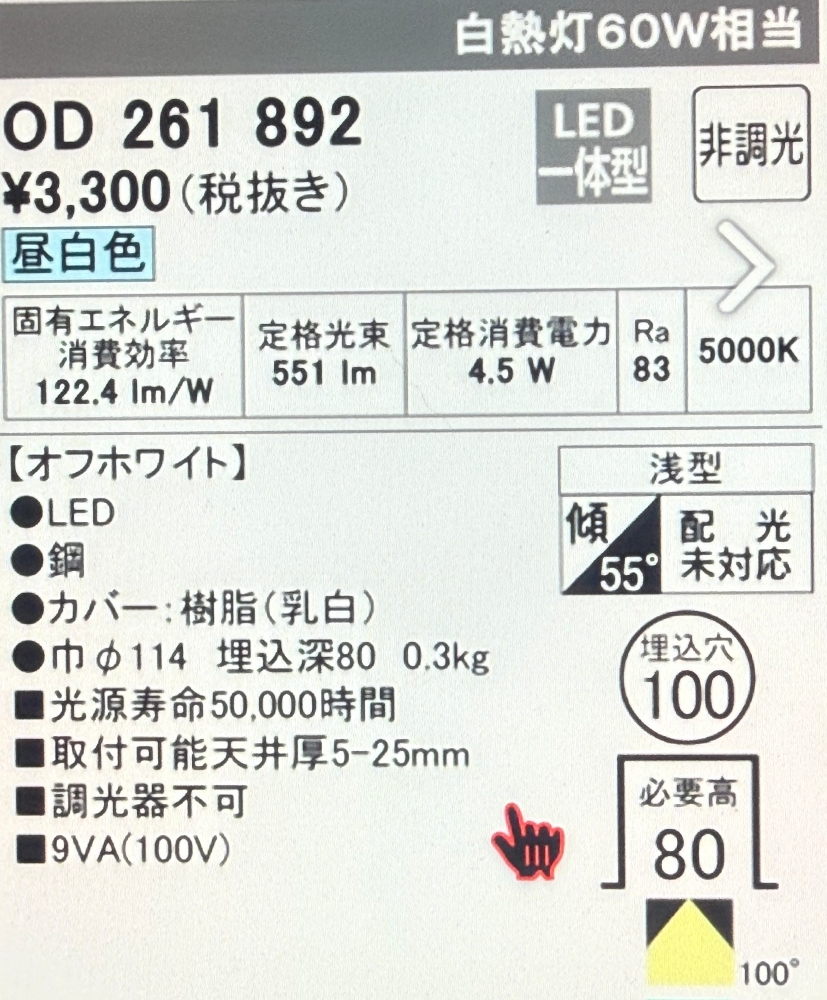 白熱灯60W相当
OD 261 892
LED
一体型
非調光
¥3,300(税抜き)
昼白色
固有エネルギー
消費効率
122.4 lm/W
定格光束
551 lm
定格消費電力
4.5 W
Ra
83
5000K
【オフホワイト】
●LED
●鋼
●カバー:樹脂(乳白)
●巾φ114 埋込深80 0.3kg
■光源寿命50,000時間
■取付可能天井厚5-25mm
■調光器不可
■9VA(100V)
浅型
傾
55°
配 光
未対応
埋込穴
100
必要高
80
100°